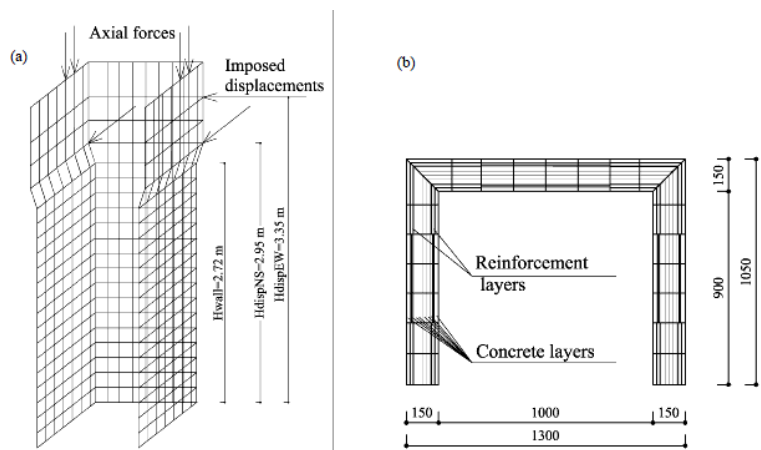 (a)
Axial forces
Imposed
displacements
Hwall=2.72 m
HdispNS=2.95 m
HdispEW=3.35 m
(b)
Reinforcement
layers
Concrete layers
150
900
1050
150
1000
150
1300